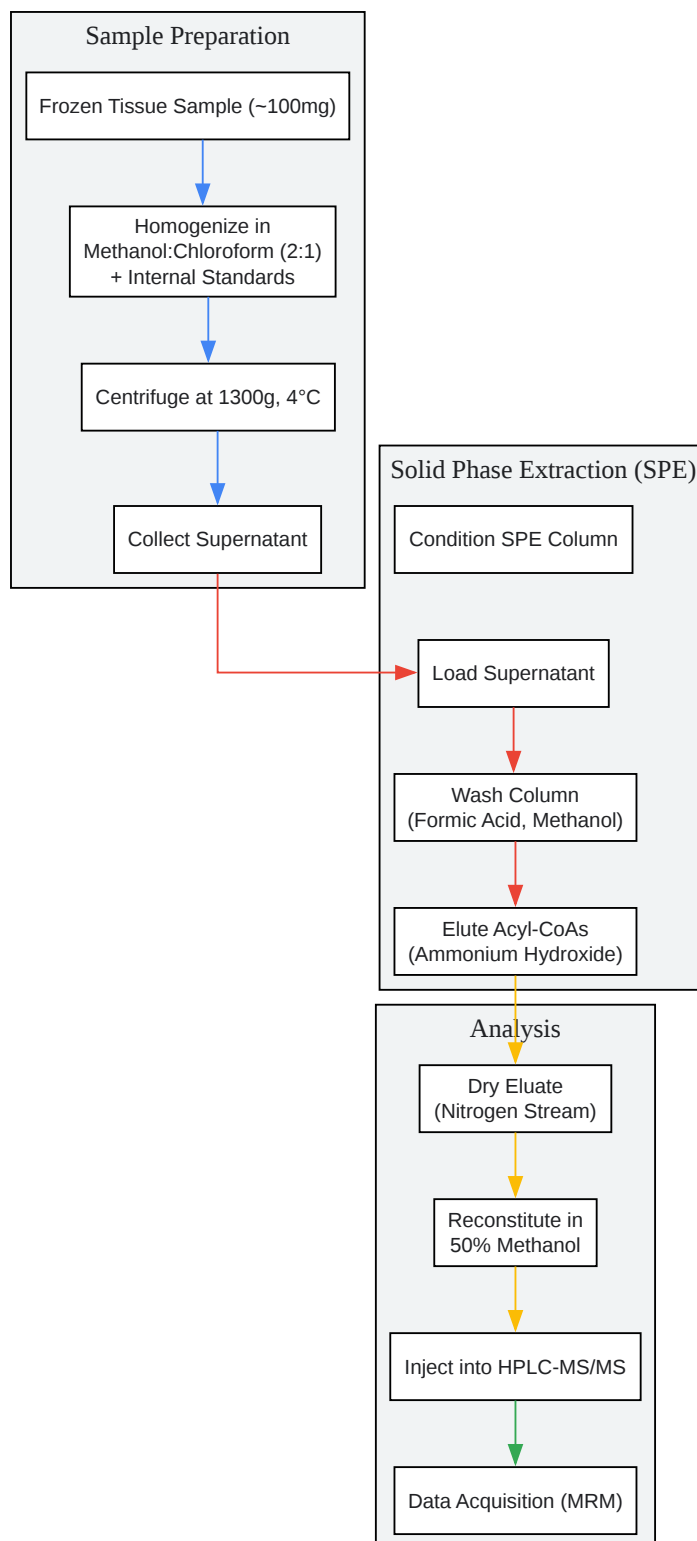 Sample Preparation
Frozen Tissue Sample (~100mg)
Homogenize in
Methanol:Chloroform (2:1)
+ Internal Standards
Centrifuge at 1300g, 4°C
Collect Supernatant
Solid Phase Extraction (SPE)
Condition SPE Column
Load Supernatant
Wash Column
(Formic Acid, Methanol)
Elute Acyl-CoAs
(Ammonium Hydroxide)
Analysis
Dry Eluate
(Nitrogen Stream)
Reconstitute in
50% Methanol
Inject into HPLC-MS/MS
Data Acquisition (MRM)